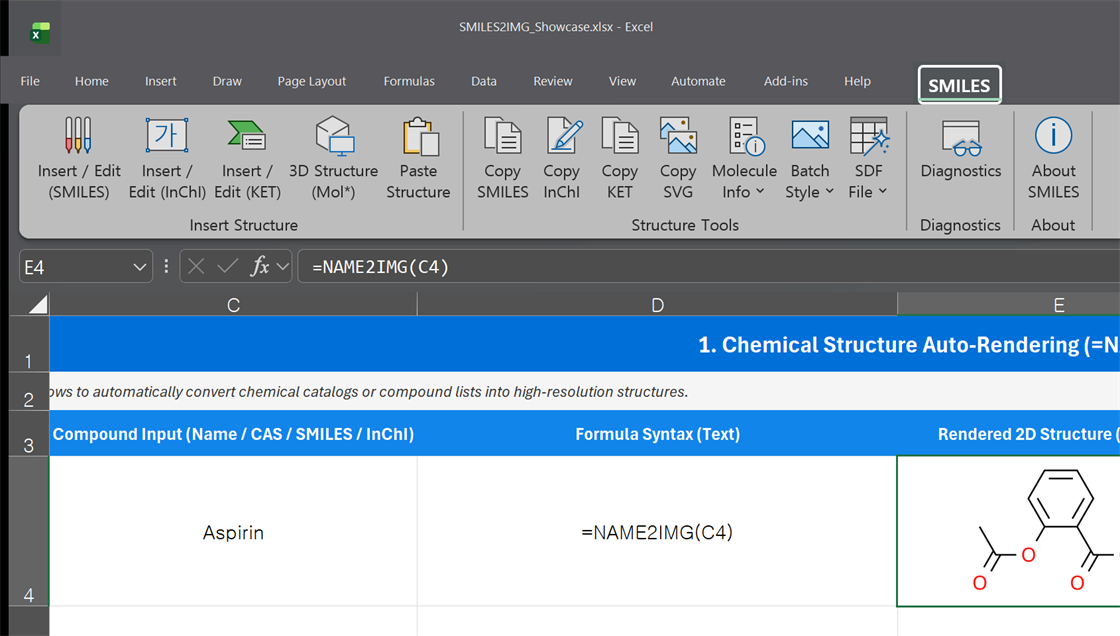 SMILES2IMG_Showcase.xlsx - Excel
File Home Insert Draw Page Layout Formulas Data Review View Automate Add-ins Help SMILES
가
Insert / Edit Insert / Insert / 3D Structure Paste Copy Copy Copy Copy Molecule Batch SDF Diagnostics About
(SMILES) Edit (InChI) Edit (KET) (Mol*) Structure SMILES InChI KET SVG Info Style File SMILES
Insert Structure Structure Tools Diagnostics About
E4 fx =NAME2IMG(C4)
C D E
1 1. Chemical Structure Auto-Rendering (=N
2 ows to automatically convert chemical catalogs or compound lists into high-resolution structures.
3 Compound Input (Name / CAS / SMILES / InChI) Formula Syntax (Text) Rendered 2D Structure (
4 Aspirin =NAME2IMG(C4)
O
O O